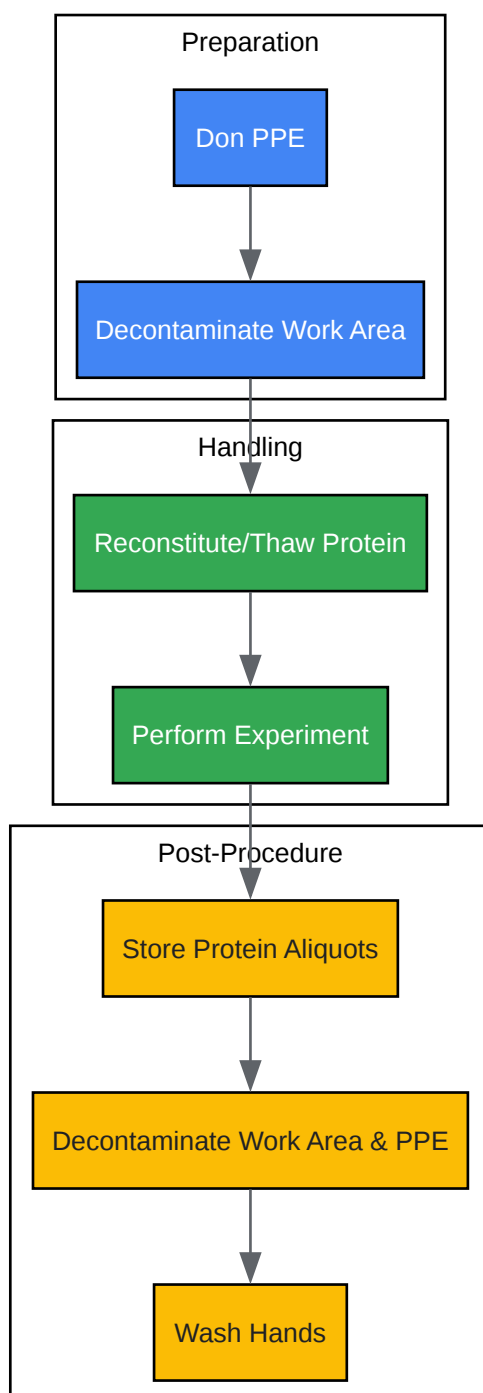 Preparation
Don PPE
Decontaminate Work Area
Handling
Reconstitute/Thaw Protein
Perform Experiment
Post-Procedure
Store Protein Aliquots
Decontaminate Work Area & PPE
Wash Hands